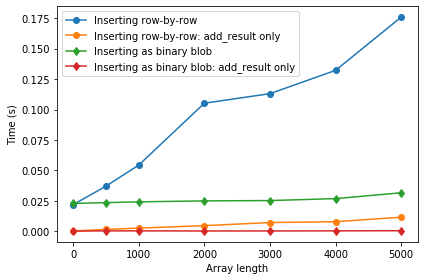 Inserting row-by-row
Inserting row-by-row: add_result only
Inserting as binary blob
Inserting as binary blob: add_result only
0.175
0.150
0.125
0.100
0.075
0.050
0.025
0.000
Time (s)
0
1000
2000
3000
4000
5000
Array length